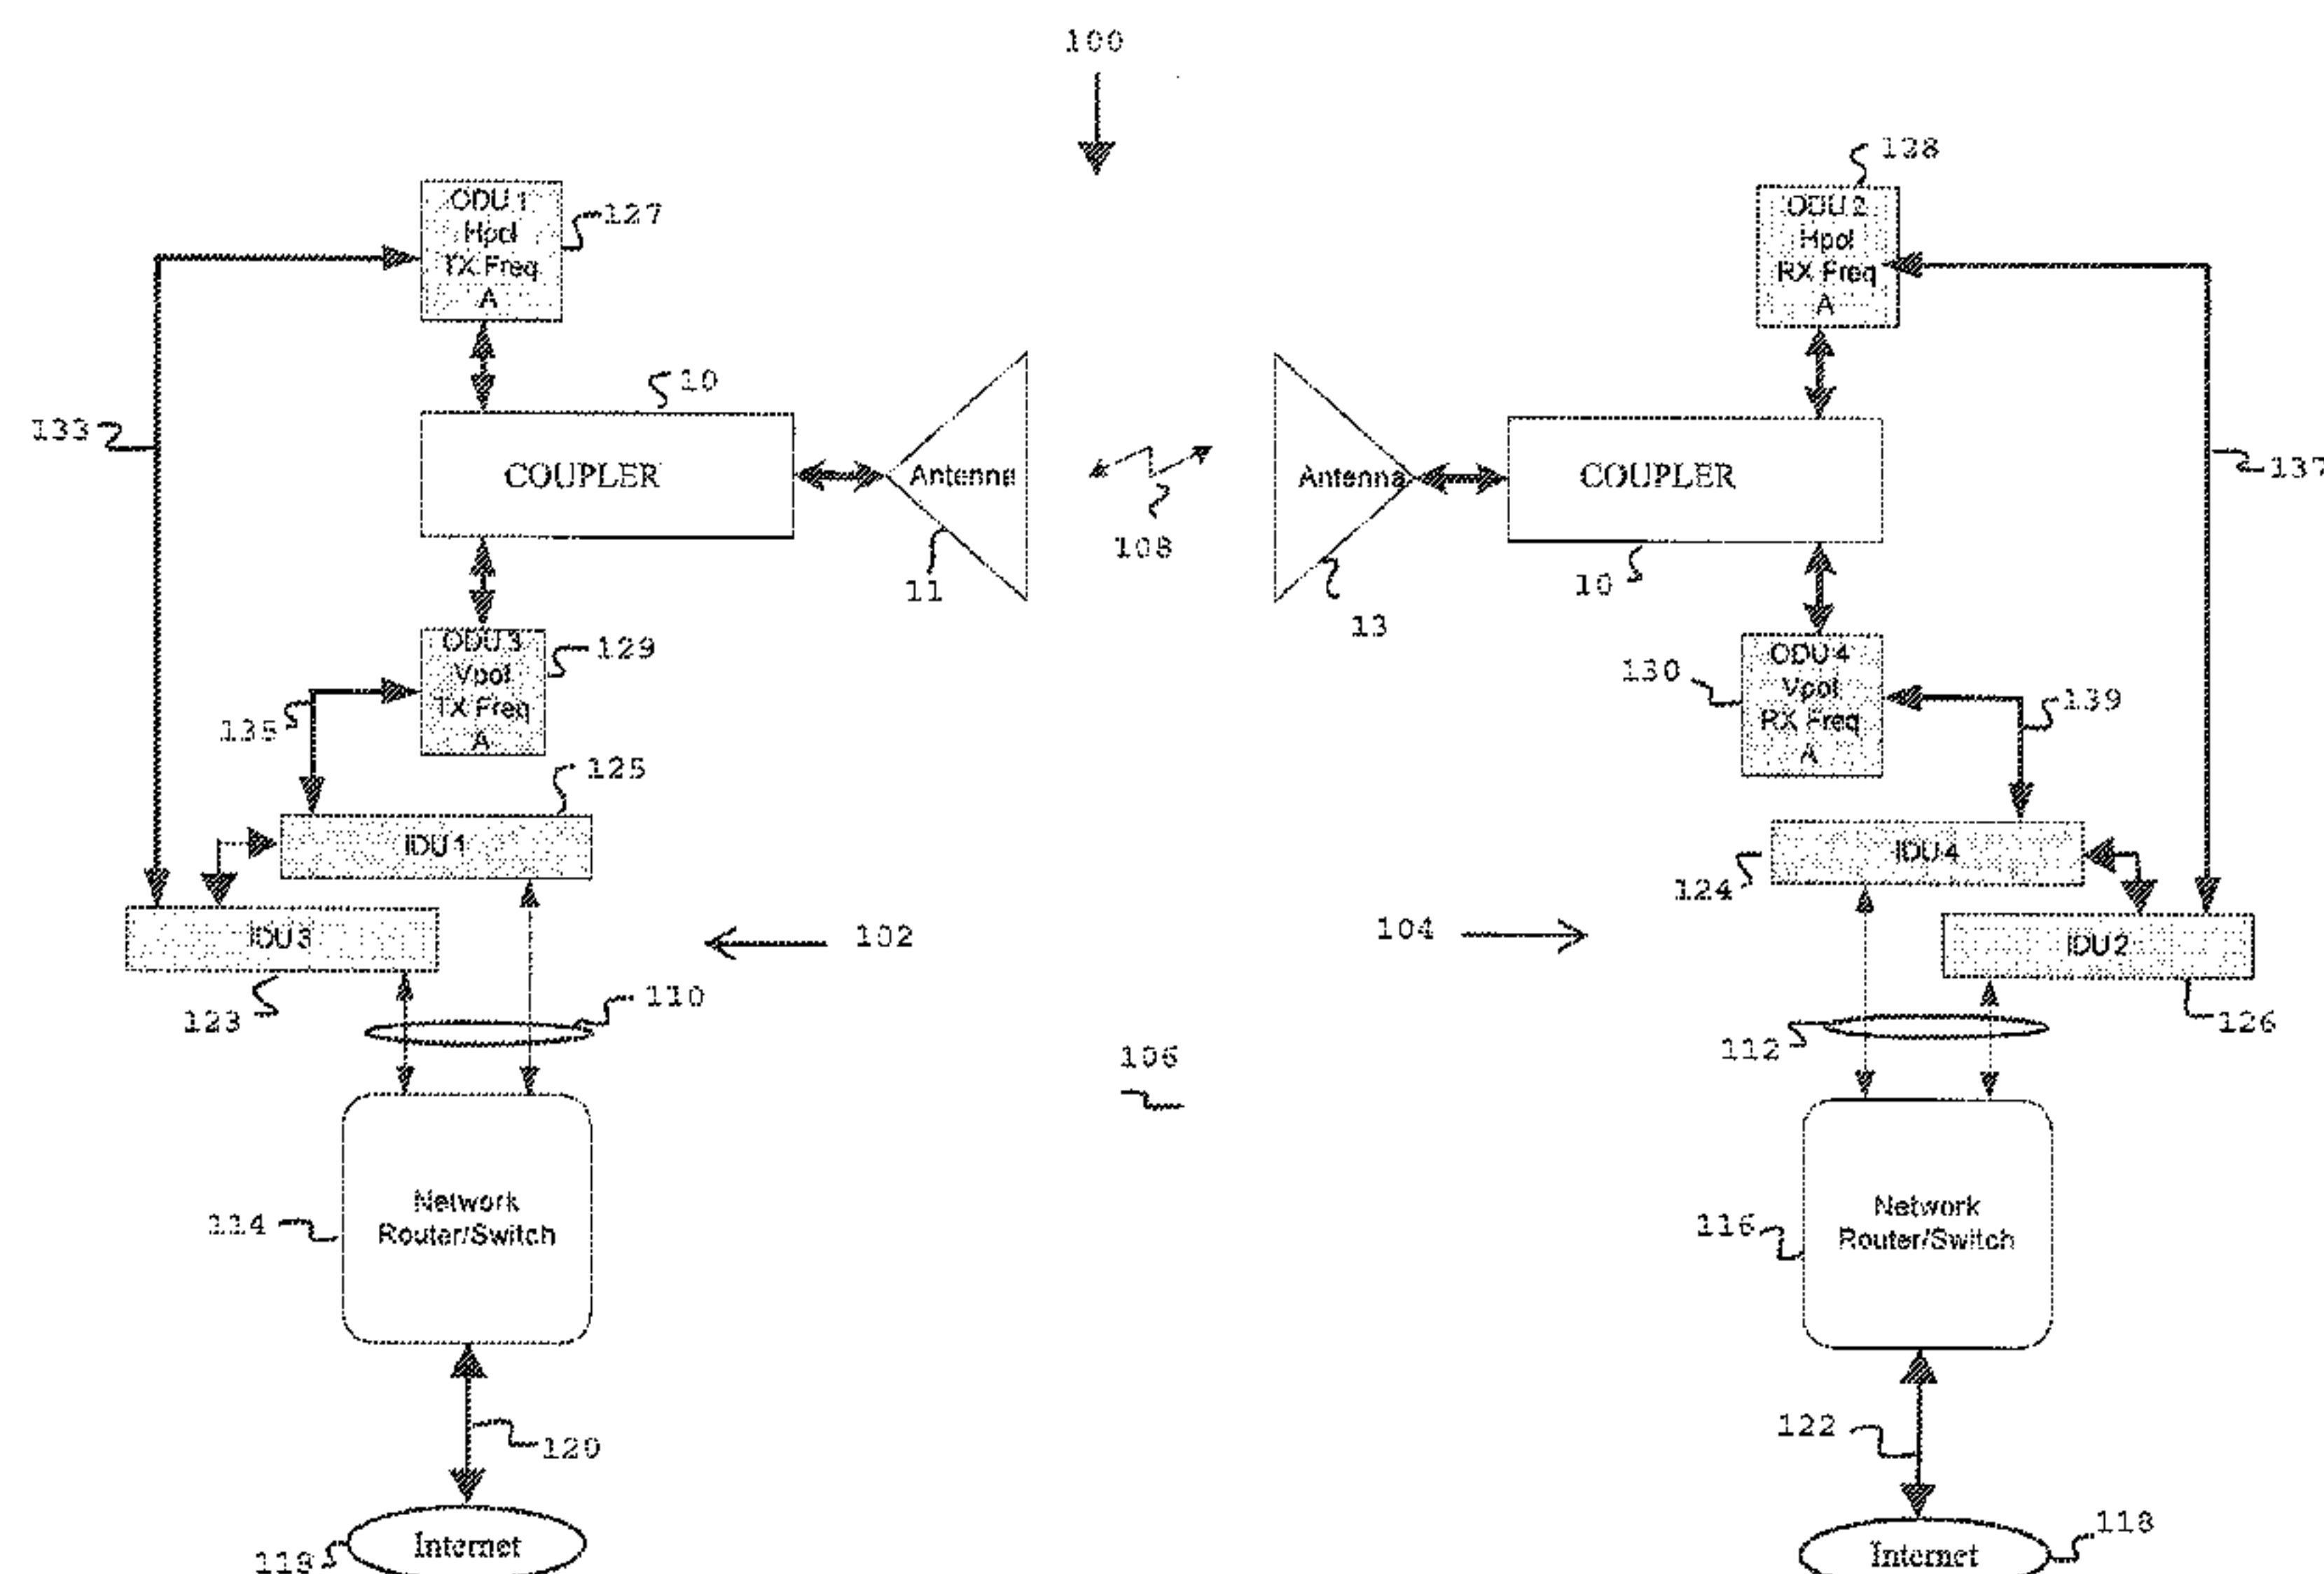 100
128
ODU 1
Hpol
TX Freq
A
127
ODU 2
Hpol
RX Freq
A
10
133
COUPLER
Antenna
108
11
Antenna
13
COUPLER
10
137
ODU 3
Vpol
TX Freq
A
129
135
125
130
ODU 4
Vpol
RX Freq
A
139
IDU 1
IDU 4
124
IDU 3
102
104
IDU 2
123
110
106
112
126
114
Network
Router/Switch
116
Network
Router/Switch
120
122
Internet
118
Internet
118